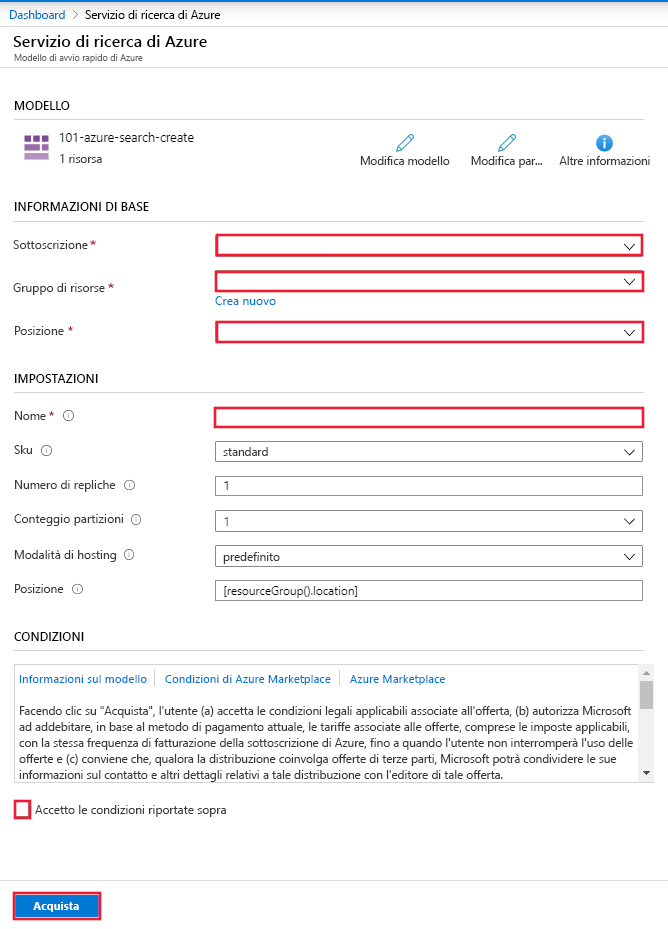 Dashboard > Servizio di ricerca di Azure
Servizio di ricerca di Azure
Modello di avvio rapido di Azure
MODELLO
101-azure-search-create
1 risorsa
Modifica modello
Modifica par...
Altre informazioni
INFORMAZIONI DI BASE
Sottoscrizione *
Gruppo di risorse *
Crea nuovo
Posizione *
IMPOSTAZIONI
Nome *
Sku
standard
Numero di repliche
1
Conteggio partizioni
1
Modalità di hosting
predefinito
Posizione
[resourceGroup().location]
CONDIZIONI
Informazioni sul modello | Condizioni di Azure Marketplace | Azure Marketplace
Facendo clic su "Acquista", l'utente (a) accetta le condizioni legali applicabili associate all'offerta, (b) autorizza Microsoft
ad addebitare, in base al metodo di pagamento attuale, le tariffe associate alle offerte, comprese le imposte applicabili,
con la stessa frequenza di fatturazione della sottoscrizione di Azure, fino a quando l'utente non interromperà l'uso delle
offerte e (c) conviene che, qualora la distribuzione coinvolga offerte di terze parti, Microsoft potrà condividere le sue
informazioni sul contatto e altri dettagli relativi a tale distribuzione con l'editore di tale offerta.
Accetto le condizioni riportate sopra
Acquista